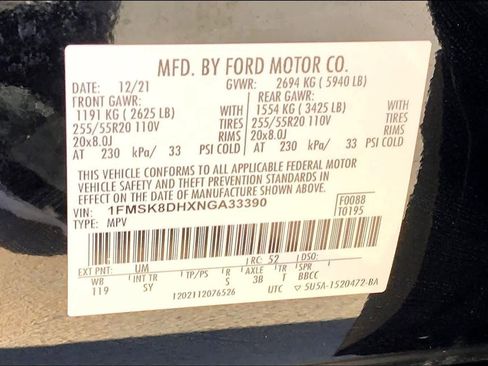 MFD. BY FORD MOTOR CO.
DATE: 12/21 GVWR: 2694 KG ( 5940 LB)
FRONT GAWR: REAR GAWR:
1191 KG ( 2625 LB) WITH 1554 KG ( 3425 LB) WITH
255/55R20 110V TIRES 255/55R20 110V TIRES
20x8.0J RIMS 20x8.0J RIMS
AT 230 kPa/ 33 PSI COLD AT 230 kPa/ 33 PSI COLD
THIS VEHICLE CONFORMS TO ALL APPLICABLE FEDERAL MOTOR
VEHICLE SAFETY AND THEFT PREVENTION STANDARDS IN
EFFECT ON THE DATE OF MANUFACTURE SHOWN ABOVE.
VIN: 1FMSK8DHXNGA33390 F0088
TYPE: MPV T0195
EXT PNT: UM RC: 52 DSO:
WB INT TR TP/PS R AXLE TR SPR
119 SY S 3B T BBCC
1202112076526 UTC 5U5A-1520472-BA